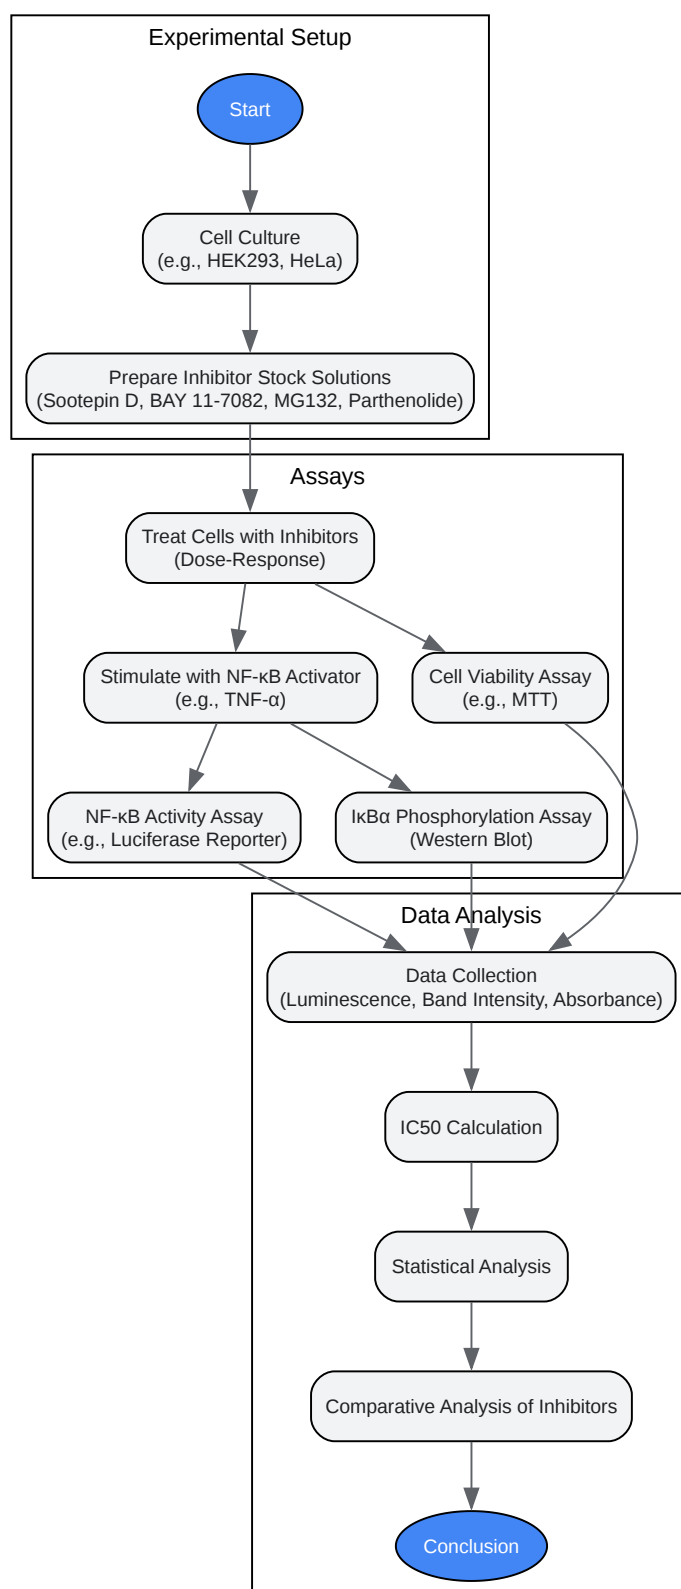 Experimental Setup
Start
Cell Culture
(e.g., HEK293, HeLa)
Prepare Inhibitor Stock Solutions
(Sootepin D, BAY 11-7082, MG132, Parthenolide)
Assays
Treat Cells with Inhibitors
(Dose-Response)
Stimulate with NF-κB Activator
(e.g., TNF-α)
Cell Viability Assay
(e.g., MTT)
NF-κB Activity Assay
(e.g., Luciferase Reporter)
IκBα Phosphorylation Assay
(Western Blot)
Data Analysis
Data Collection
(Luminescence, Band Intensity, Absorbance)
IC50 Calculation
Statistical Analysis
Comparative Analysis of Inhibitors
Conclusion